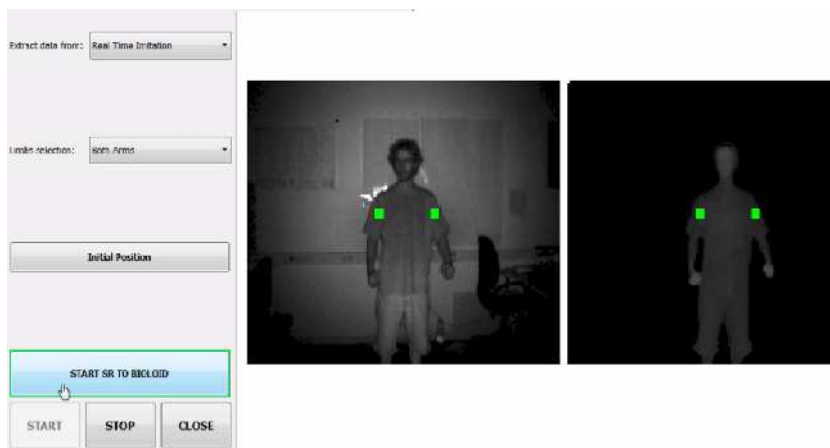 Extract data from: Real Time Imitation
Limbs selection: Both Arms
Initial Position
START SR TO BIOLOID
START STOP CLOSE